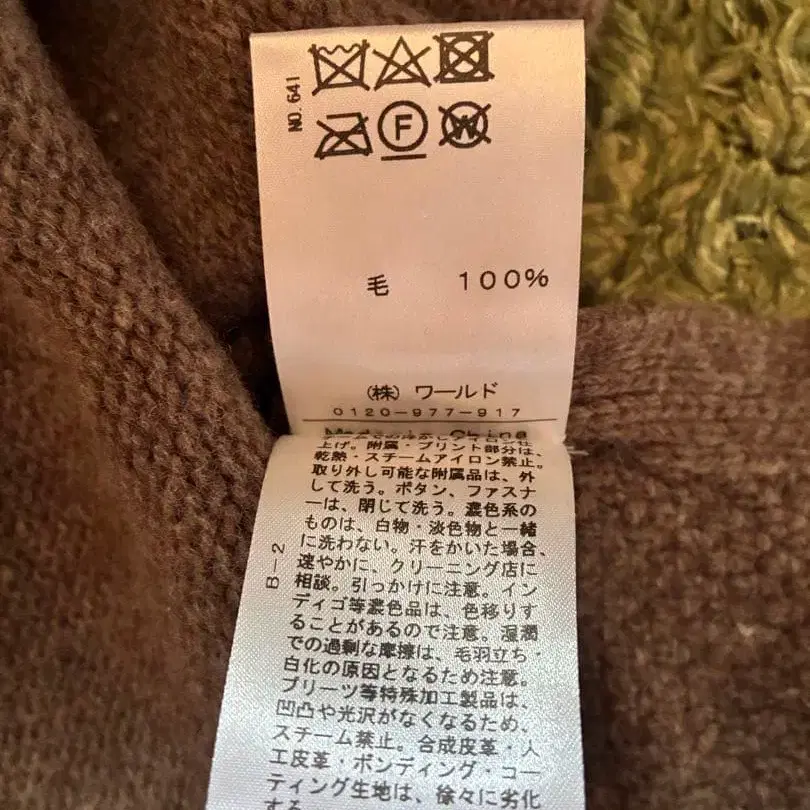 NO.641
F
W
毛 100%
(株) ワールド
0120-977-917
Made in China
上げ。附属・プリント部分は、
乾熱・スチームアイロン禁止。
取り外し可能な附属品は、外
して洗う。ボタン、ファスナ
ーは、閉じて洗う。濃色系の
ものは、白物・淡色物と一緒
に洗わない。汗をかいた場合、
速やかに、クリーニング店に
相談。引っかけに注意。イン
ディゴ等濃色品は、色移りす
ることがあるので注意。湿潤
での過剰な摩擦は、毛羽立ち・
白化の原因となるため注意。
プリーツ等特殊加工製品は、
凹凸や光沢がなくなるため、
スチーム禁止。合成皮革・人
工皮革・ボンディング・コー
ティング生地は、徐々に劣化
する
B-2